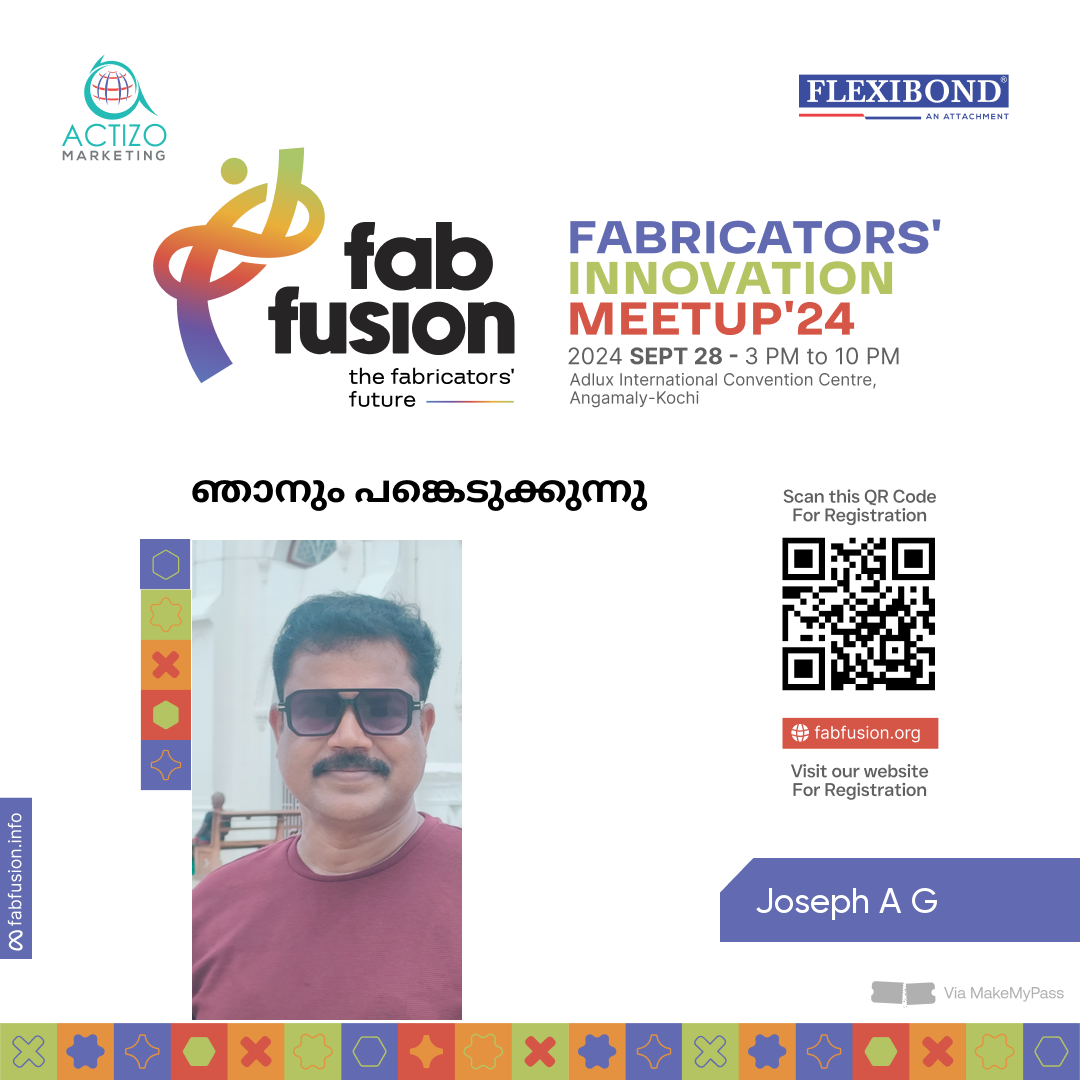 ACTIZO
MARKETING
FLEXIBOND®
AN ATTACHMENT
fab
fusion
the fabricators'
future
FABRICATORS'
INNOVATION
MEETUP'24
2024 SEPT 28 - 3 PM to 10 PM
Adlux International Convention Centre,
Angamaly-Kochi
ഞാനും പങ്കെടുക്കുന്നു
Scan this QR Code
For Registration
fabfusion.org
Visit our website
For Registration
fabfusion.info
Joseph A G
Via MakeMyPass